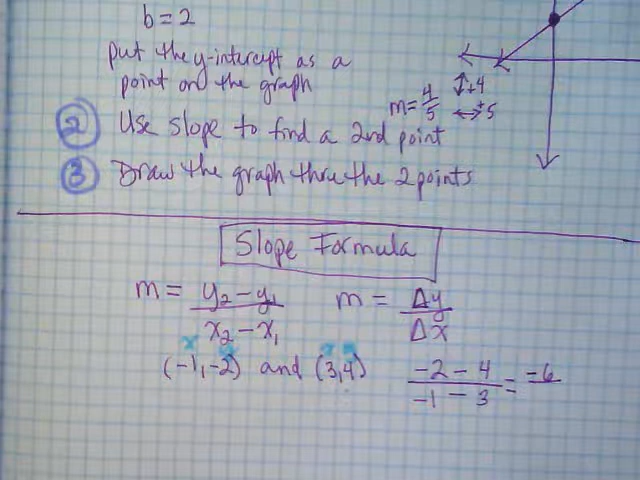 b = 2
put the y-intercept as a
point on the graph
m = 4/5 ↕ +4 ↔ +5
② Use slope to find a 2nd point
③ Draw the graph thru the 2 points
Slope Formula
m = y₂ - y₁ / x₂ - x₁ m = Δy / Δx
x x
(-1, -2) and (3, 4) -2 - 4 / -1 - 3 = -6